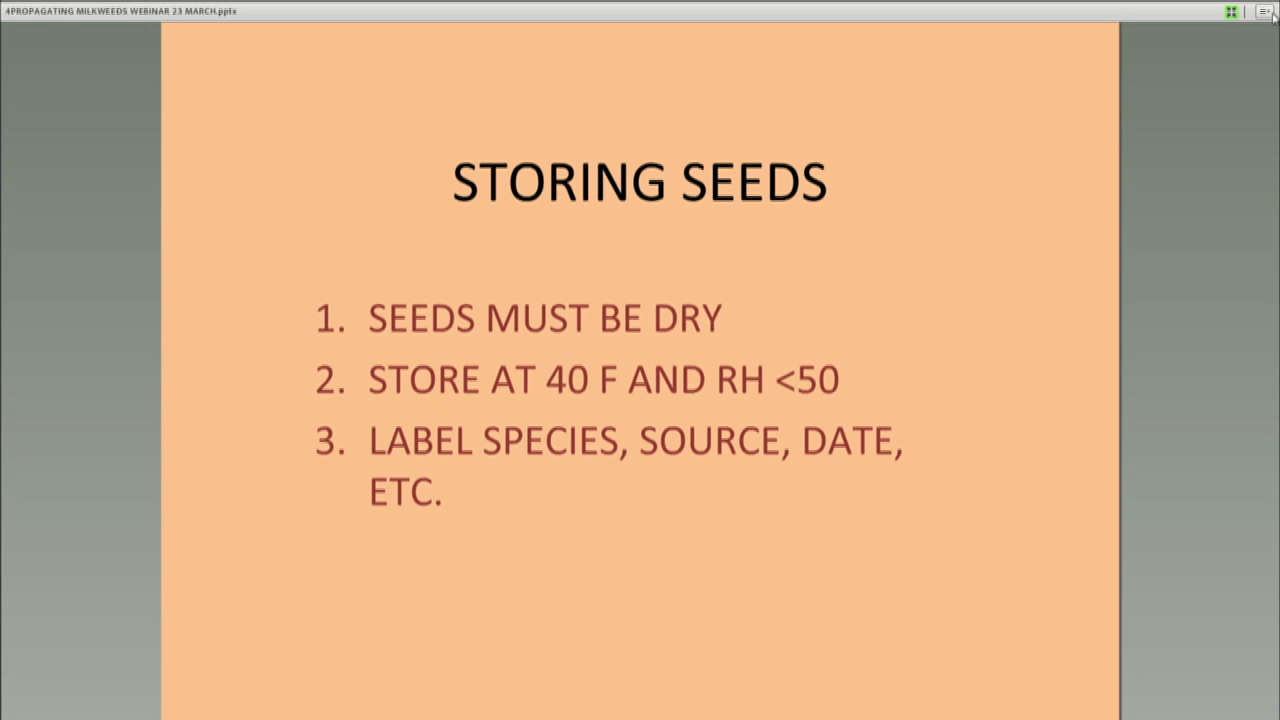 4PROPAGATING MILKWEEDS WEBINAR 23 MARCH.pptx
STORING SEEDS
1. SEEDS MUST BE DRY
2. STORE AT 40 F AND RH <50
3. LABEL SPECIES, SOURCE, DATE,
ETC.